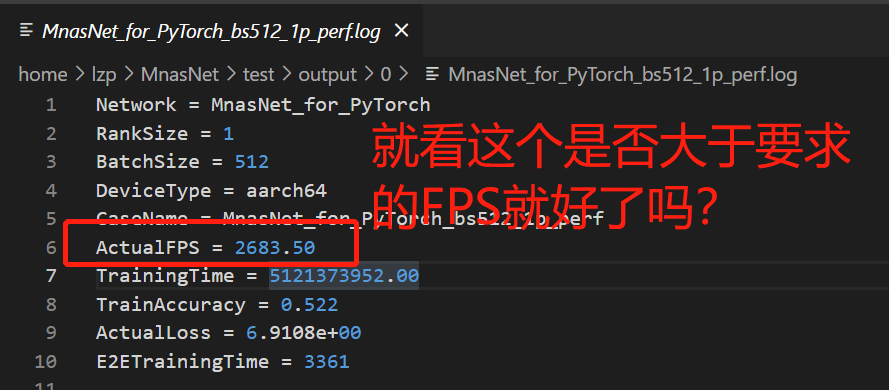 MnasNet_for_PyTorch_bs512_1p_perf.log
home > lzp > MnasNet > test > output > 0 > MnasNet_for_PyTorch_bs512_1p_perf.log
1 Network = MnasNet_for_PyTorch
2 RankSize = 1
3 BatchSize = 512
4 DeviceType = aarch64
5 CaseName = MnasNet_for_PyTorch_bs512_1p_perf
6 ActualFPS = 2683.50
7 TrainingTime = 5121373952.00
8 TrainAccuracy = 0.522
9 ActualLoss = 6.9108e+00
10 E2ETrainingTime = 3361
11
就看这个是否大于要求
的FPS就好了吗?